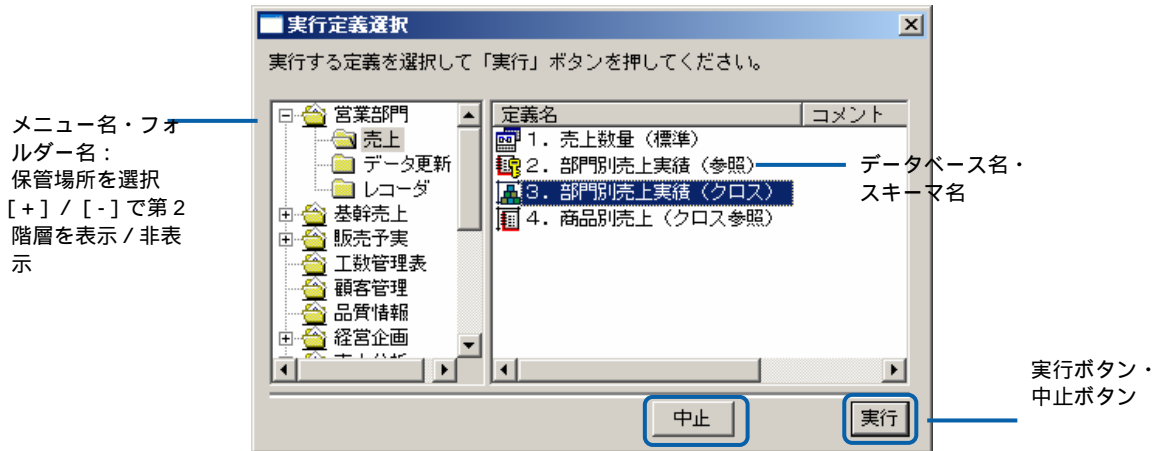 実行定義選択
実行する定義を選択して「実行」ボタンを押してください。
メニュー名・フォ
ルダー名：
保管場所を選択
[+] / [-] で第２
階層を表示 / 非表
示
営業部門
売上
データ更新
レコーダ
基幹売上
販売予実
工数管理表
顧客管理
品質情報
経営企画
定義名 コメント
1. 売上数量（標準）
2. 部門別売上実績（参照）
3. 部門別売上実績（クロス）
4. 商品別売上（クロス参照）
データベース名・
スキーマ名
中止 実行
実行ボタン・
中止ボタン